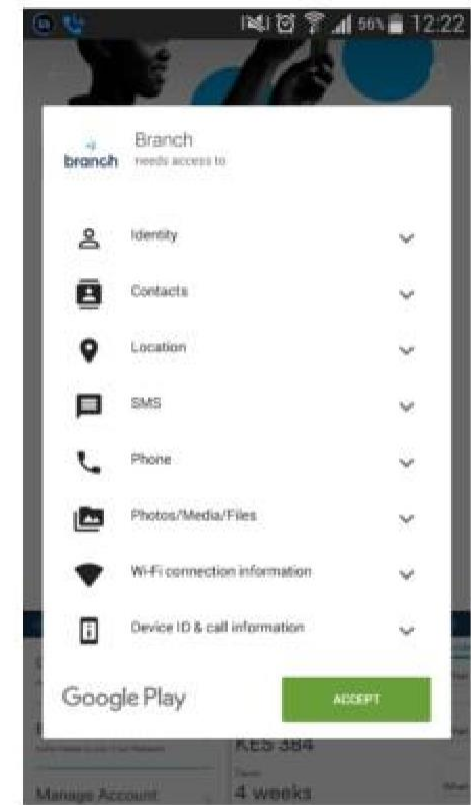 56% 12:22
branch
Branch
needs access to
Identity
Contacts
Location
SMS
Phone
Photos/Media/Files
Wi-Fi connection information
Device ID & call information
Google Play
ACCEPT
KES 384
4 weeks
Manage Account